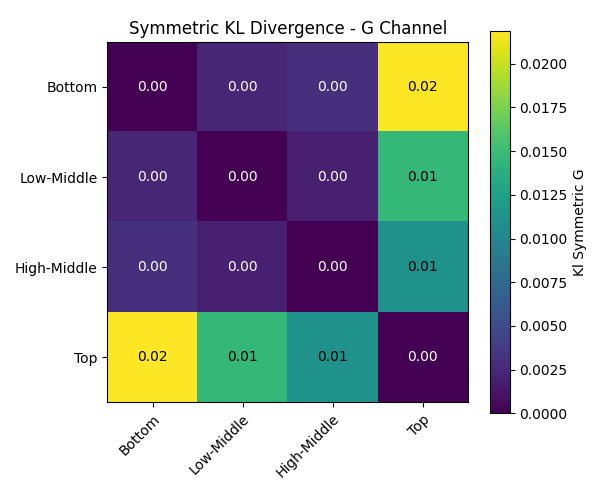 Symmetric KL Divergence - G Channel
Bottom 0.00 0.00 0.00 0.02
Low-Middle 0.00 0.00 0.00 0.01
High-Middle 0.00 0.00 0.00 0.01
Top 0.02 0.01 0.01 0.00
Bottom Low-Middle High-Middle Top
0.0200
0.0175
0.0150
0.0125
0.0100
0.0075
0.0050
0.0025
0.0000
Kl Symmetric G